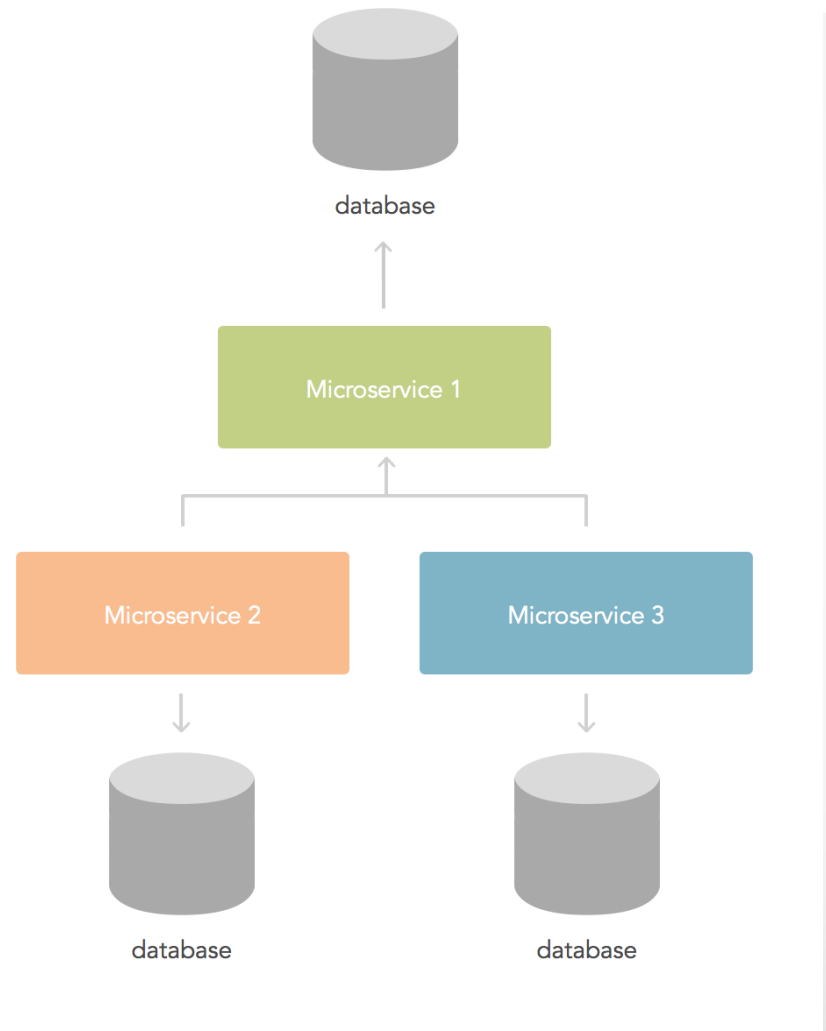 database
Microservice 1
Microservice 2
Microservice 3
database
database